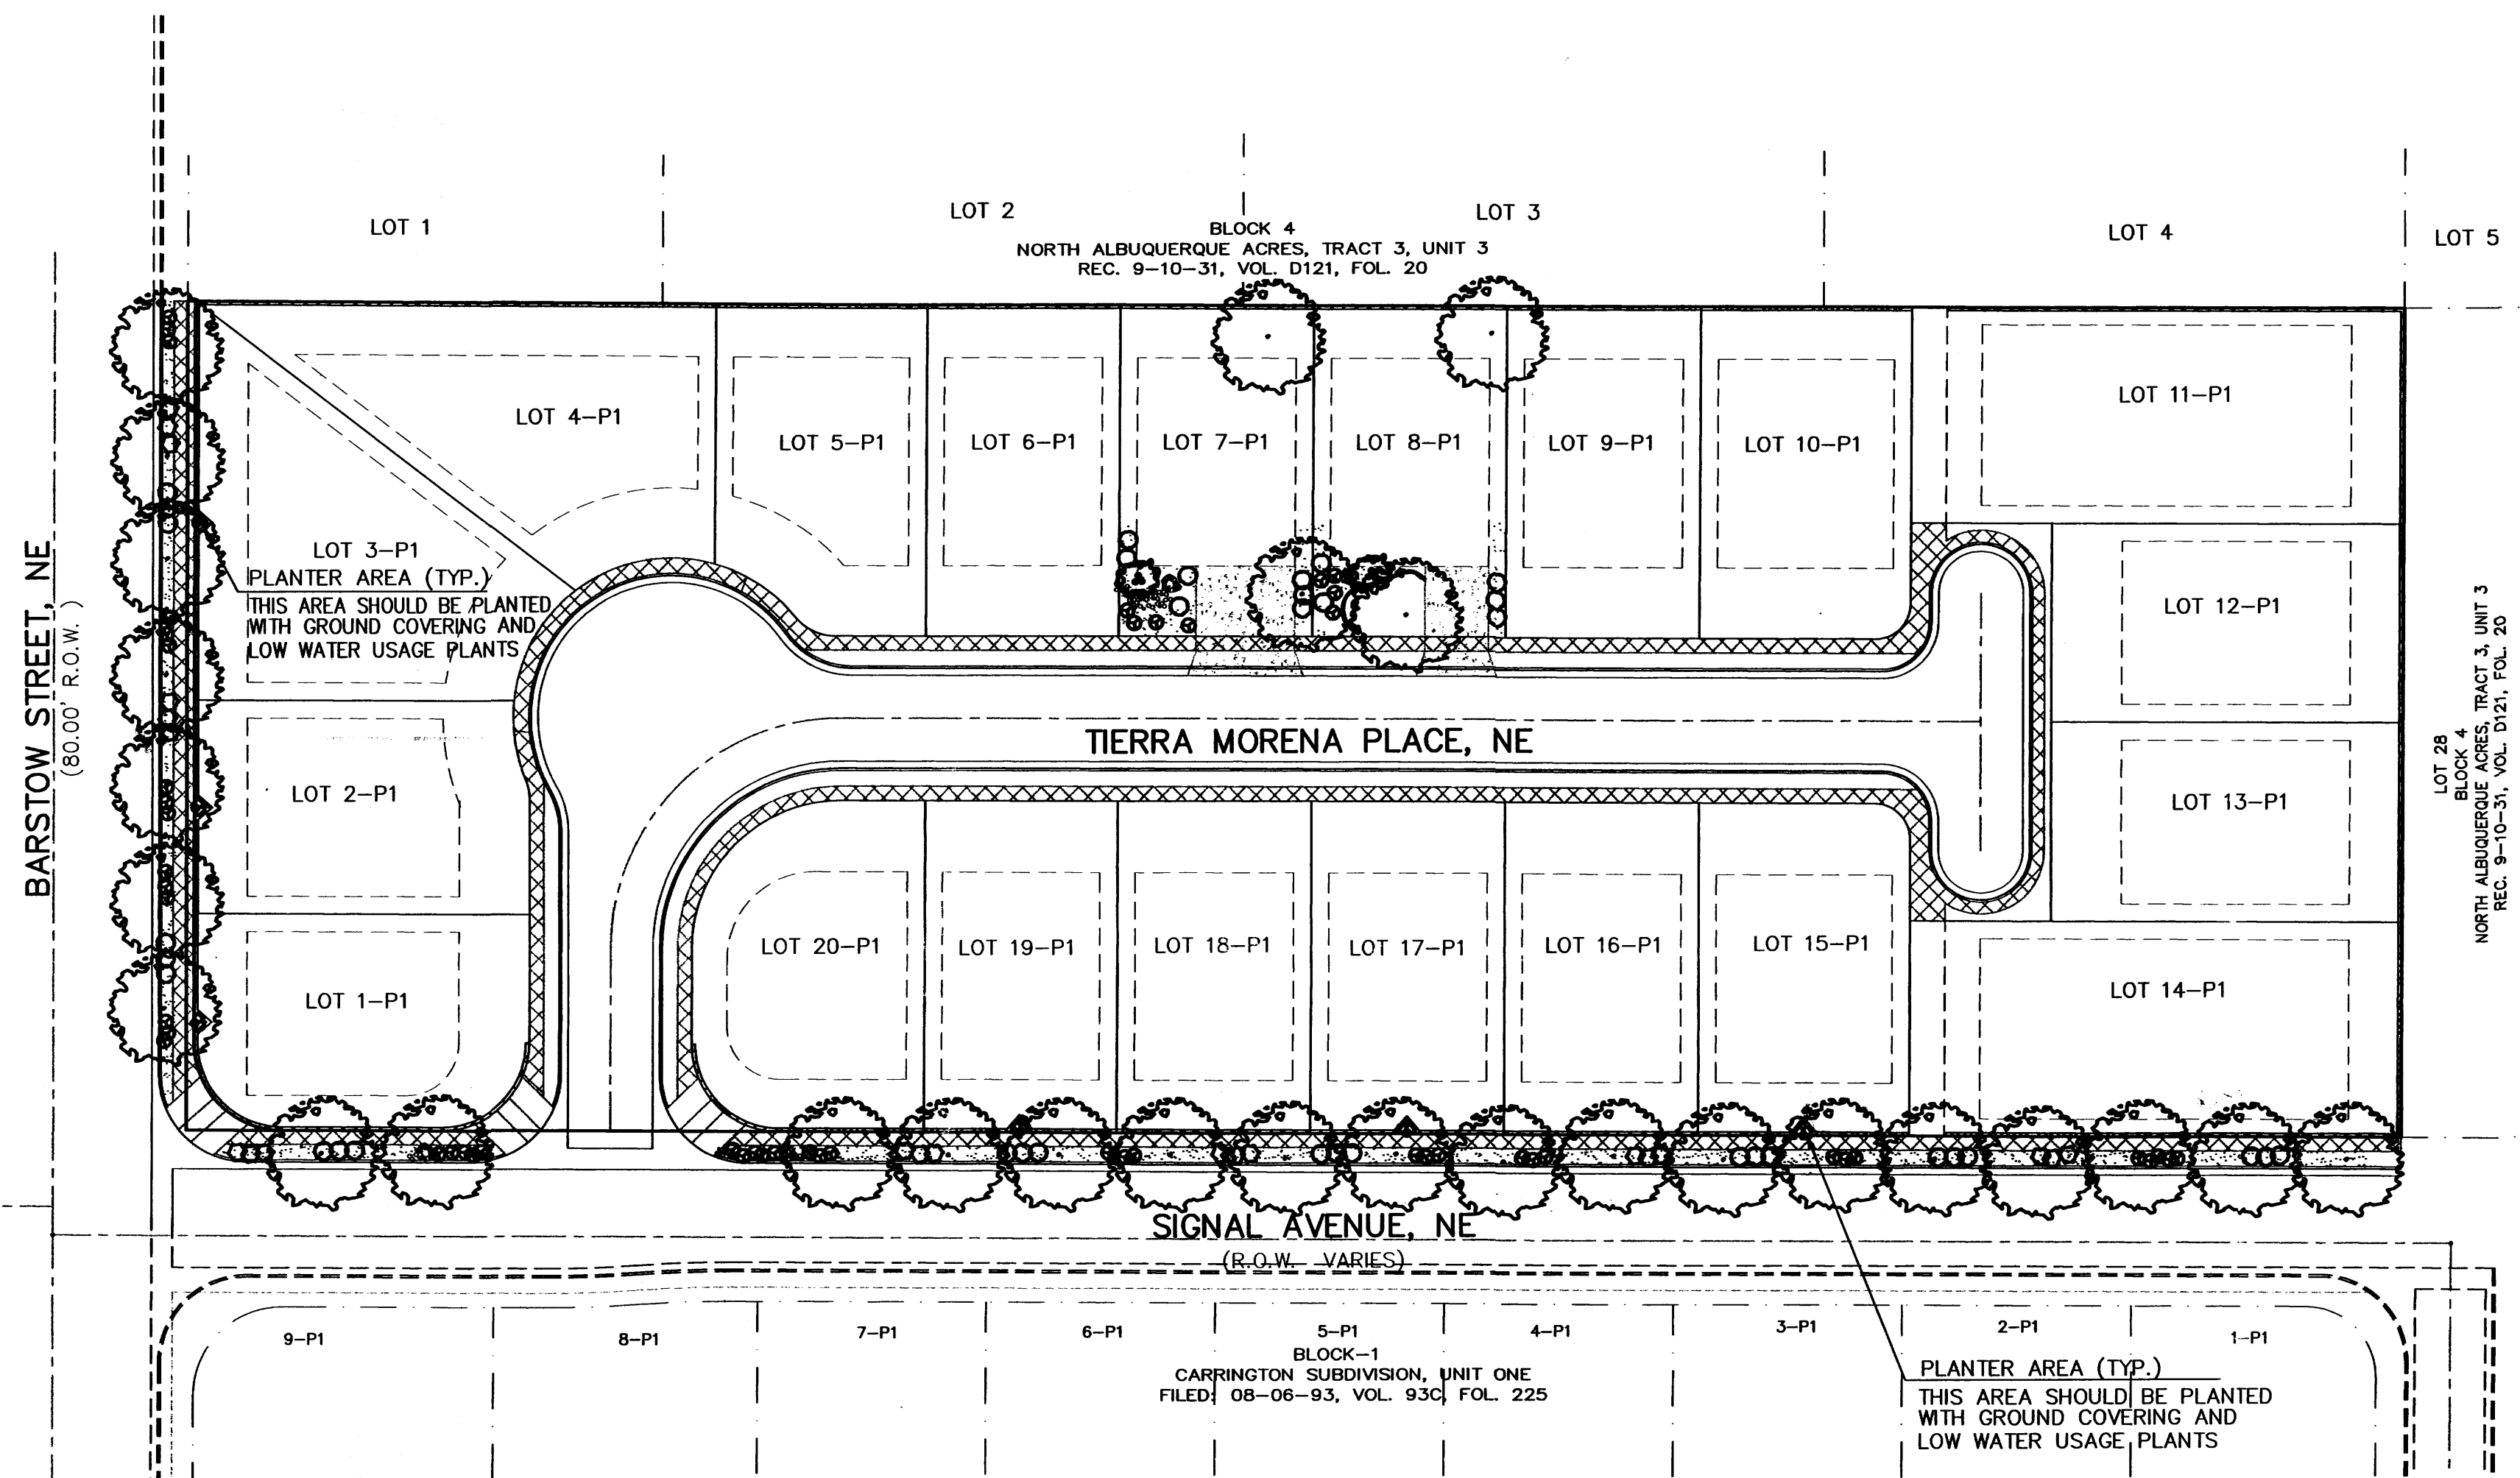 LOT 1
LOT 2
LOT 3
LOT 4
LOT 5
BLOCK 4
NORTH ALBUQUERQUE ACRES, TRACT 3, UNIT 3
REC. 9-10-31, VOL. D121, FOL. 20
LOT 4-P1
LOT 5-P1
LOT 6-P1
LOT 7-P1
LOT 8-P1
LOT 9-P1
LOT 10-P1
LOT 11-P1
LOT 3-P1
PLANTER AREA (TYP.)
THIS AREA SHOULD BE PLANTED
WITH GROUND COVERING AND
LOW WATER USAGE PLANTS
LOT 12-P1
BARSTOW STREET, NE
(80.00' R.O.W. )
TIERRA MORENA PLACE, NE
LOT 2-P1
LOT 13-P1
LOT 28
BLOCK 4
NORTH ALBUQUERQUE ACRES, TRACT 3, UNIT 3
REC. 9-10-31, VOL. D121, FOL. 20
LOT 1-P1
LOT 20-P1
LOT 19-P1
LOT 18-P1
LOT 17-P1
LOT 16-P1
LOT 15-P1
LOT 14-P1
SIGNAL AVENUE, NE
(R.O.W. VARIES)
9-P1
8-P1
7-P1
6-P1
5-P1
4-P1
3-P1
2-P1
1-P1
BLOCK-1
CARRINGTON SUBDIVISION, UNIT ONE
FILED: 08-06-93, VOL. 93C, FOL. 225
PLANTER AREA (TYP.)
THIS AREA SHOULD BE PLANTED
WITH GROUND COVERING AND
LOW WATER USAGE PLANTS